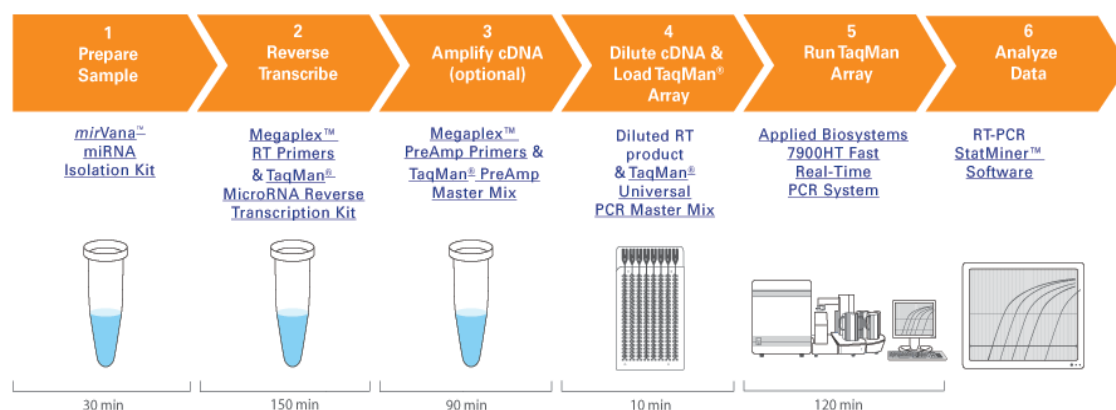 1
Prepare
Sample
2
Reverse
Transcribe
3
Amplify cDNA
(optional)
4
Dilute cDNA &
Load TaqMan®
Array
5
Run TaqMan
Array
6
Analyze
Data
mirVana™
miRNA
Isolation Kit
Megaplex™
RT Primers
& TaqMan®
MicroRNA Reverse
Transcription Kit
Megaplex™
PreAmp Primers &
TaqMan® PreAmp
Master Mix
Diluted RT
product
& TaqMan®
Universal
PCR Master Mix
Applied Biosystems
7900HT Fast
Real-Time
PCR System
RT-PCR
StatMiner™
Software
30 min
150 min
90 min
10 min
120 min